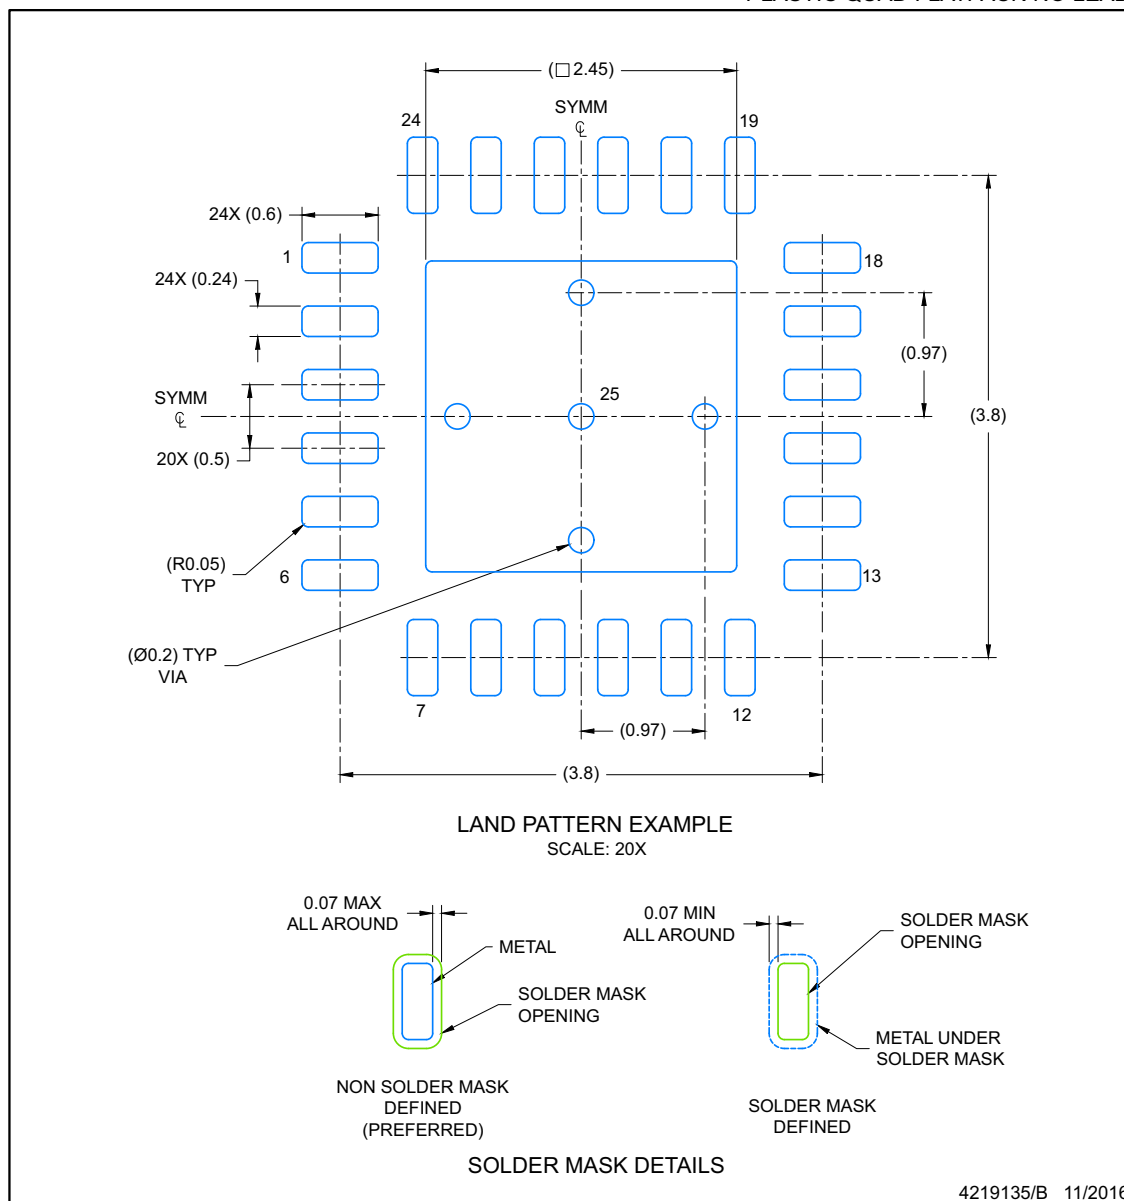 (□2.45)
SYMM
℄
24
19
24X (0.6)
1
18
24X (0.24)
(0.97)
SYMM
℄
25
(3.8)
20X (0.5)
(R0.05)
TYP
6
13
(Ø0.2) TYP
VIA
7
12
(0.97)
(3.8)
LAND PATTERN EXAMPLE
SCALE: 20X
0.07 MAX
ALL AROUND
METAL
SOLDER MASK
OPENING
NON SOLDER MASK
DEFINED
(PREFERRED)
0.07 MIN
ALL AROUND
SOLDER MASK
OPENING
METAL UNDER
SOLDER MASK
SOLDER MASK
DEFINED
SOLDER MASK DETAILS
4219135/B 11/2016